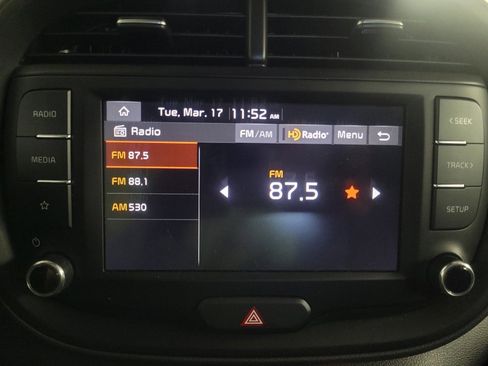 Tue, Mar. 17 11:52 AM
RADIO
Radio
FM/AM
HD Radio
Menu
< SEEK
MEDIA
FM 87.5
FM 88.1
AM 530
FM
87.5
TRACK >
SETUP